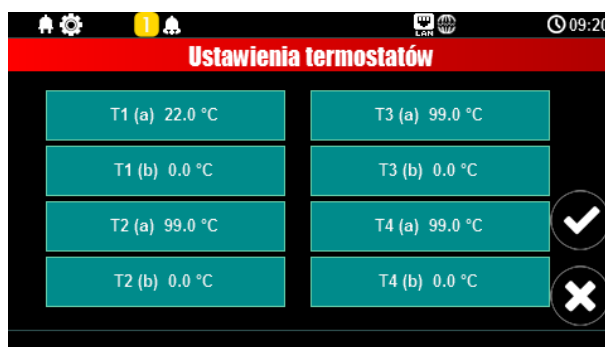 1
LAN
09:20
Ustawienia termostatów
T1 (a) 22.0 °C
T3 (a) 99.0 °C
T1 (b) 0.0 °C
T3 (b) 0.0 °C
T2 (a) 99.0 °C
T4 (a) 99.0 °C
T2 (b) 0.0 °C
T4 (b) 0.0 °C